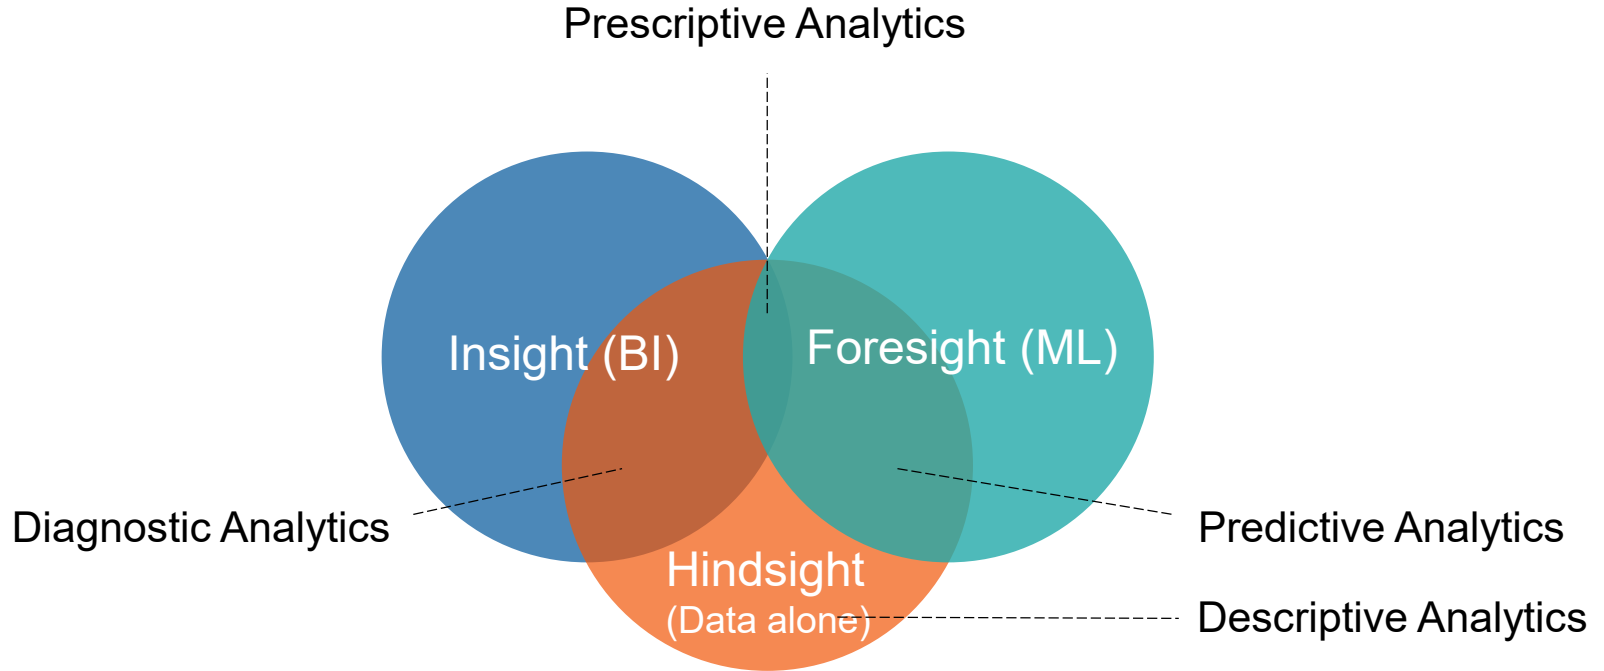 Prescriptive Analytics
Insight (BI)
Foresight (ML)
Diagnostic Analytics
Predictive Analytics
Hindsight
(Data alone)
Descriptive Analytics